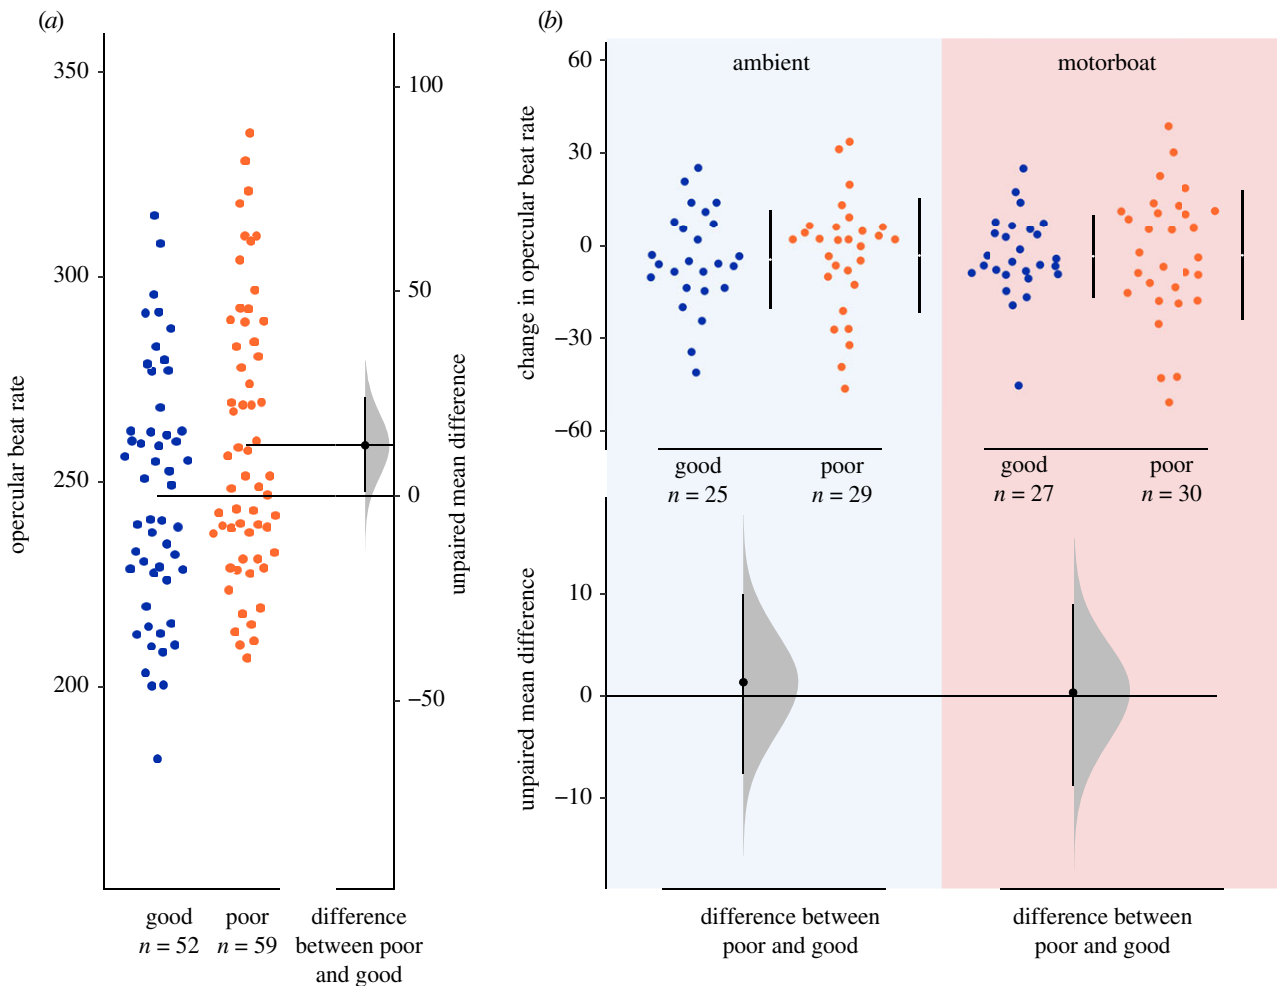 (a)
350
300
250
200
opercular beat rate
100
50
0
−50
unpaired mean difference
good
n = 52
poor
n = 59
difference
between poor
and good
(b)
ambient
motorboat
60
30
0
−30
−60
change in opercular beat rate
good
n = 25
poor
n = 29
good
n = 27
poor
n = 30
10
0
−10
unpaired mean difference
difference between
poor and good
difference between
poor and good